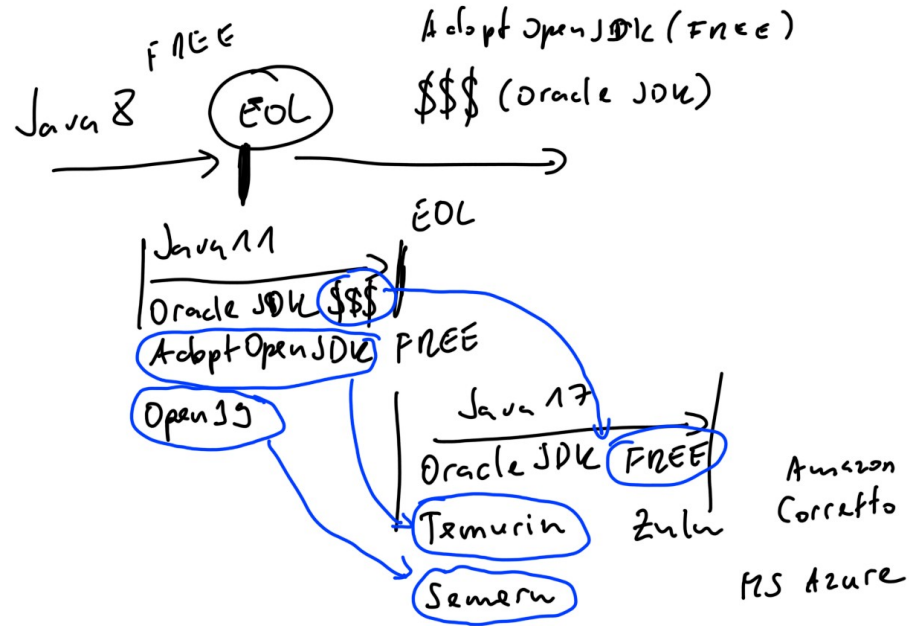 FREE
Java 8
EOL
AdoptOpenJDK (FREE)
$$$ (Oracle JDK)
Java 11
EOL
Oracle JDK $$$
AdoptOpenJDK FREE
OpenJ9
Java 17
Oracle JDK FREE
Temurin
Zulu
Semeru
Amazon
Corretto
MS Azure